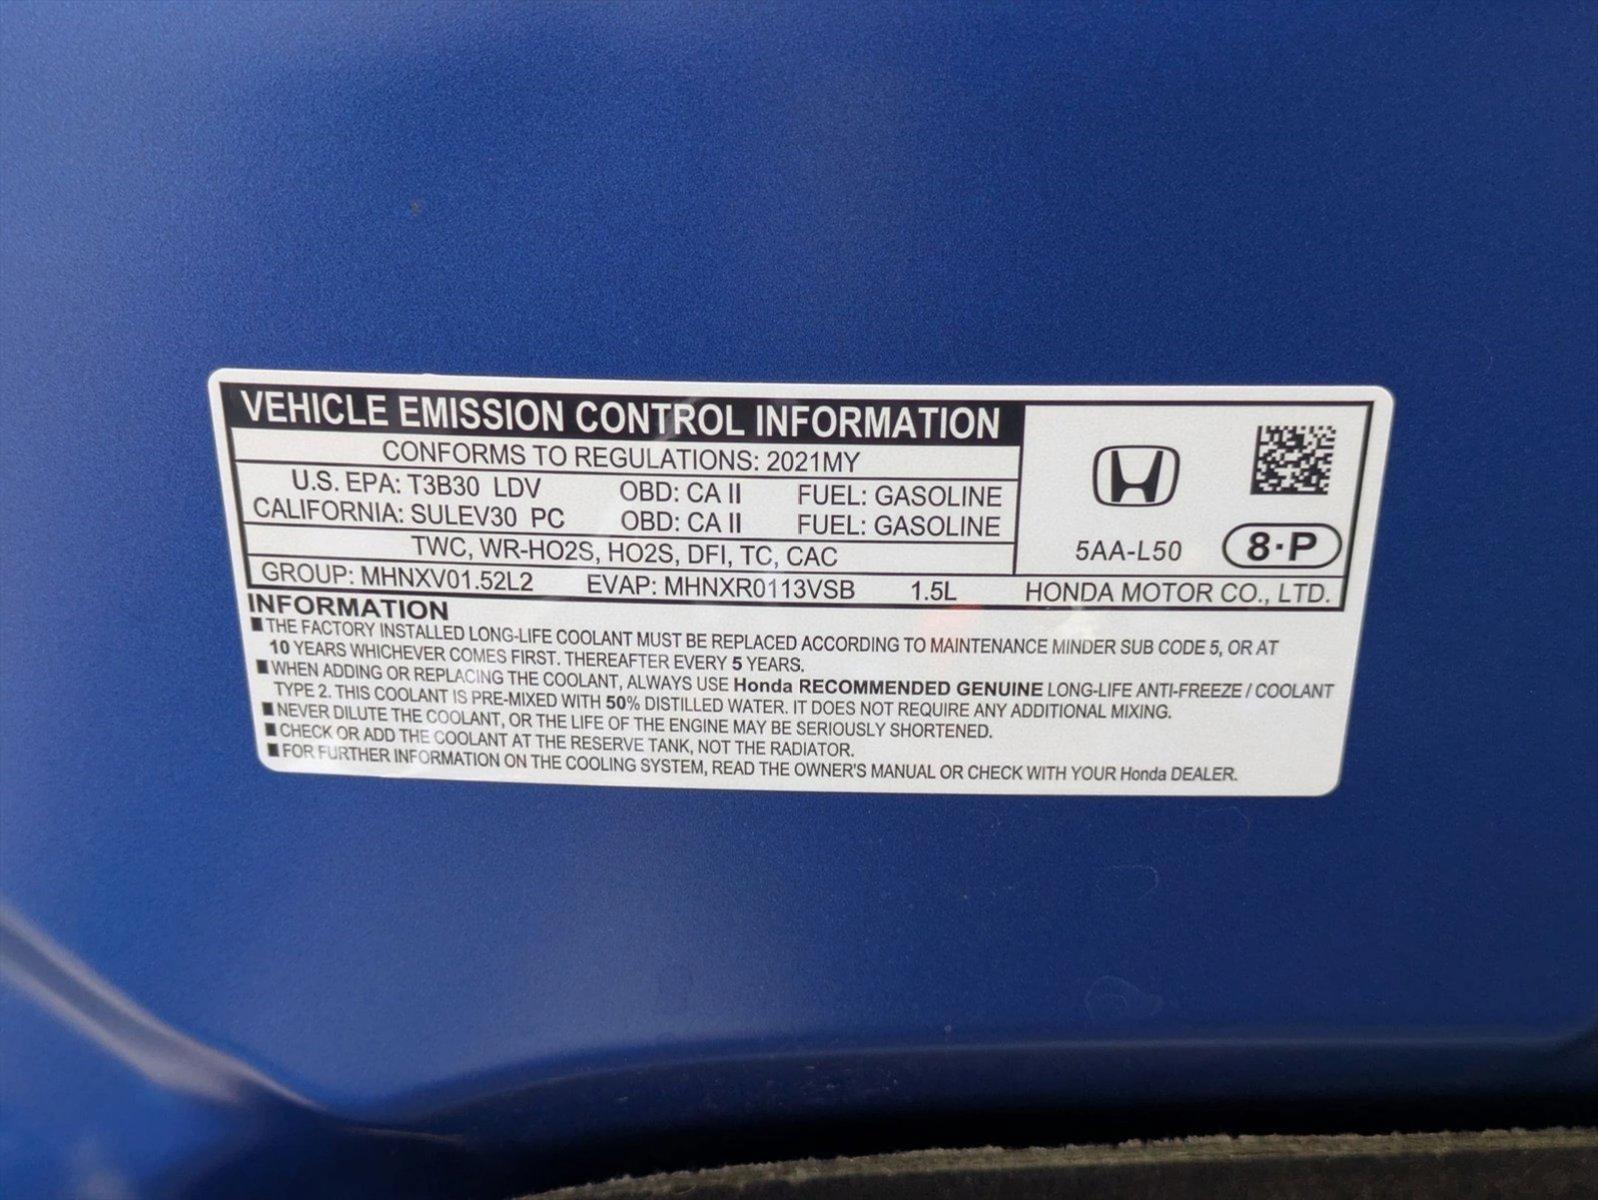 VEHICLE EMISSION CONTROL INFORMATION
CONFORMS TO REGULATIONS: 2021MY
U.S. EPA: T3B30 LDV OBD: CA II FUEL: GASOLINE
CALIFORNIA: SULEV30 PC OBD: CA II FUEL: GASOLINE
TWC, WR-HO2S, HO2S, DFI, TC, CAC
5AA-L50 8·P
GROUP: MHNXV01.52L2 EVAP: MHNXR0113VSB 1.5L HONDA MOTOR CO., LTD.
INFORMATION
■ THE FACTORY INSTALLED LONG-LIFE COOLANT MUST BE REPLACED ACCORDING TO MAINTENANCE MINDER SUB CODE 5, OR AT
10 YEARS WHICHEVER COMES FIRST. THEREAFTER EVERY 5 YEARS.
■ WHEN ADDING OR REPLACING THE COOLANT, ALWAYS USE Honda RECOMMENDED GENUINE LONG-LIFE ANTI-FREEZE / COOLANT
TYPE 2. THIS COOLANT IS PRE-MIXED WITH 50% DISTILLED WATER. IT DOES NOT REQUIRE ANY ADDITIONAL MIXING.
■ NEVER DILUTE THE COOLANT, OR THE LIFE OF THE ENGINE MAY BE SERIOUSLY SHORTENED.
■ CHECK OR ADD THE COOLANT AT THE RESERVE TANK, NOT THE RADIATOR.
■ FOR FURTHER INFORMATION ON THE COOLING SYSTEM, READ THE OWNER'S MANUAL OR CHECK WITH YOUR Honda DEALER.